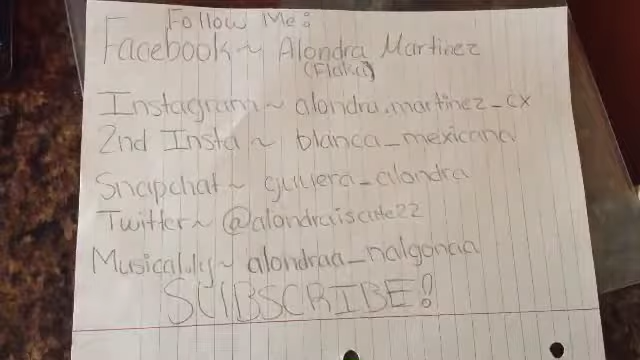 Follow Me:
Facebook~ Alondra Martinez
(Flaka)
Instagram~ alondra.martinez_cx
2nd Insta~ blanca_mexicana
Snapchat~ guuera_alondra
Twitter~ @alondraiscute22
Musical.ly~ alondraa_nalgonaa
SUBSCRIBE!